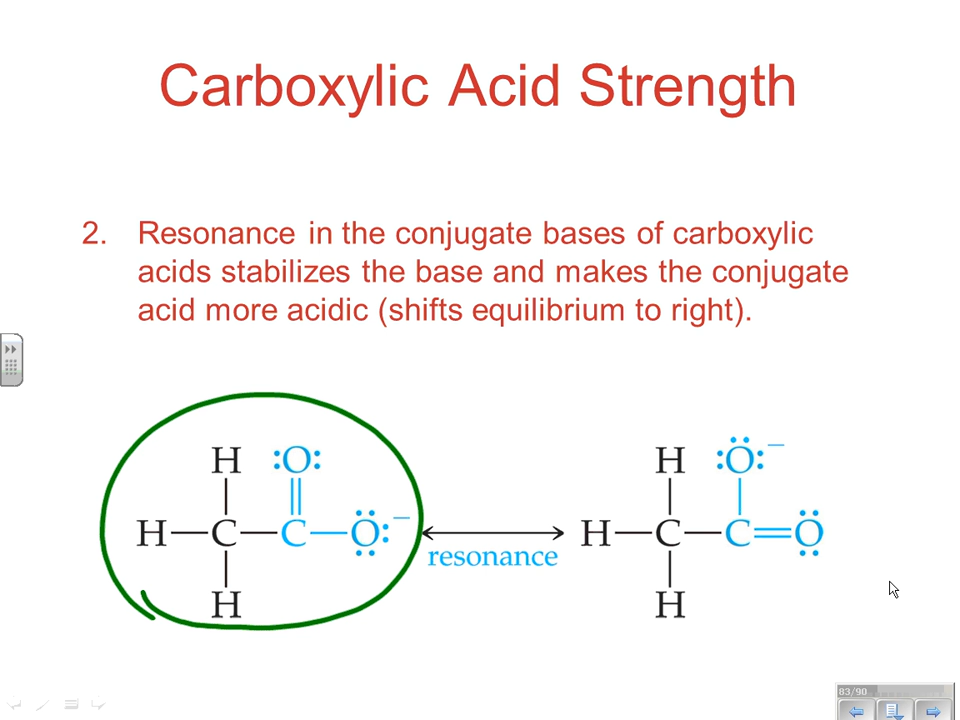 Carboxylic Acid Strength
2. Resonance in the conjugate bases of carboxylic
acids stabilizes the base and makes the conjugate
acid more acidic (shifts equilibrium to right).
H :O: H :Ö:⁻
H—C—C—Ö:⁻ H—C—C=Ö
resonance
H H
83/90